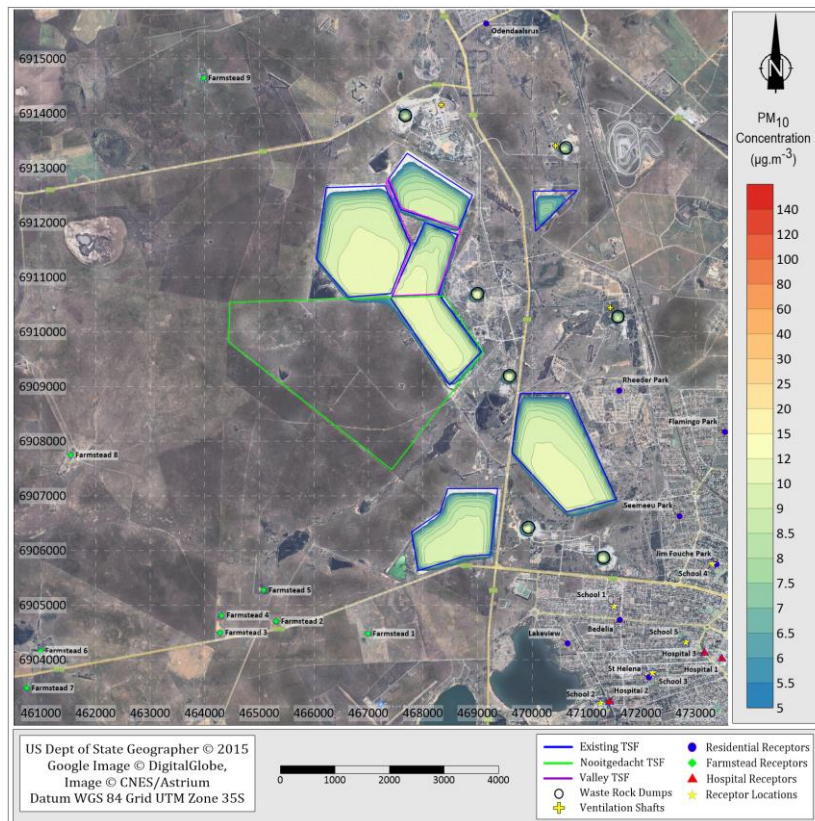 Odendaalsrus
6915000
Farmstead 9
6914000
6913000
6912000
6911000
6910000
6909000
Rheeder Park
Flamingo Park
6908000
Farmstead 8
6907000
Seemeeu Park
6906000
Jim Fouche Park
School 4
Farmstead 5
6905000
School 1
Farmstead 4
Farmstead 2
Bedelia
Farmstead 3
Farmstead 1
Lakeview
School 5
6904000
Farmstead 6
Hospital 3
Hospital 1
St Helena
School 3
Farmstead 7
School 2
Hospital 2
461000 462000 463000 464000 465000 466000 467000 468000 469000 470000 471000 472000 473000
N
PM10
Concentration
(µg.m-3)
140
120
100
80
60
40
30
20
15
10
9
8.5
8
7
6.5
6
5.5
5
US Dept of State Geographer © 2015
Google Image © DigitalGlobe,
Image © CNES/Astrium
Datum WGS 84 Grid UTM Zone 35S
0 1000 2000 3000 4000
Existing TSF
Nooitgedacht TSF
Valley TSF
Waste Rock Dumps
Ventilation Shafts
Residential Receptors
Farmstead Receptors
Hospital Receptors
Receptor Locations